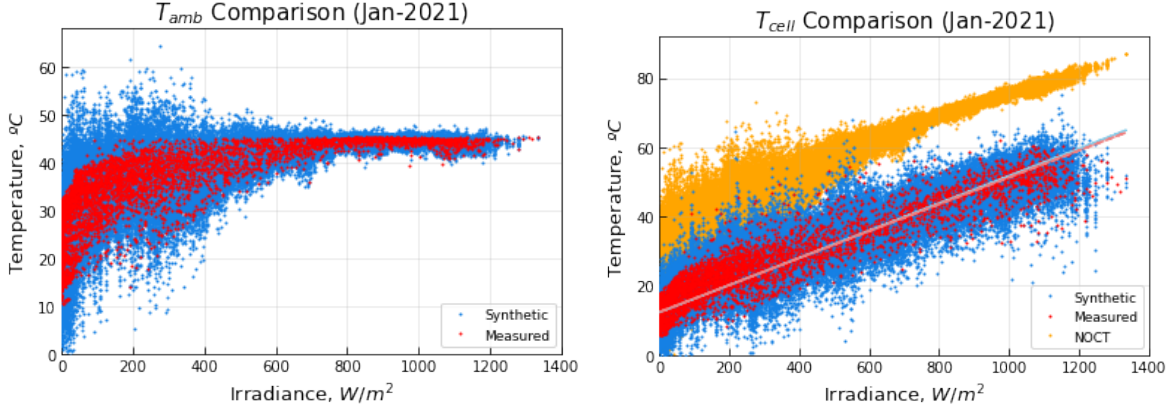 T_amb Comparison (Jan-2021)
60
50
40
30
20
10
0
Temperature, ºC
0 200 400 600 800 1000 1200 1400
Irradiance, W/m²
Synthetic
Measured
T_cell Comparison (Jan-2021)
80
60
40
20
0
Temperature, ºC
0 200 400 600 800 1000 1200 1400
Irradiance, W/m²
Synthetic
Measured
NOCT